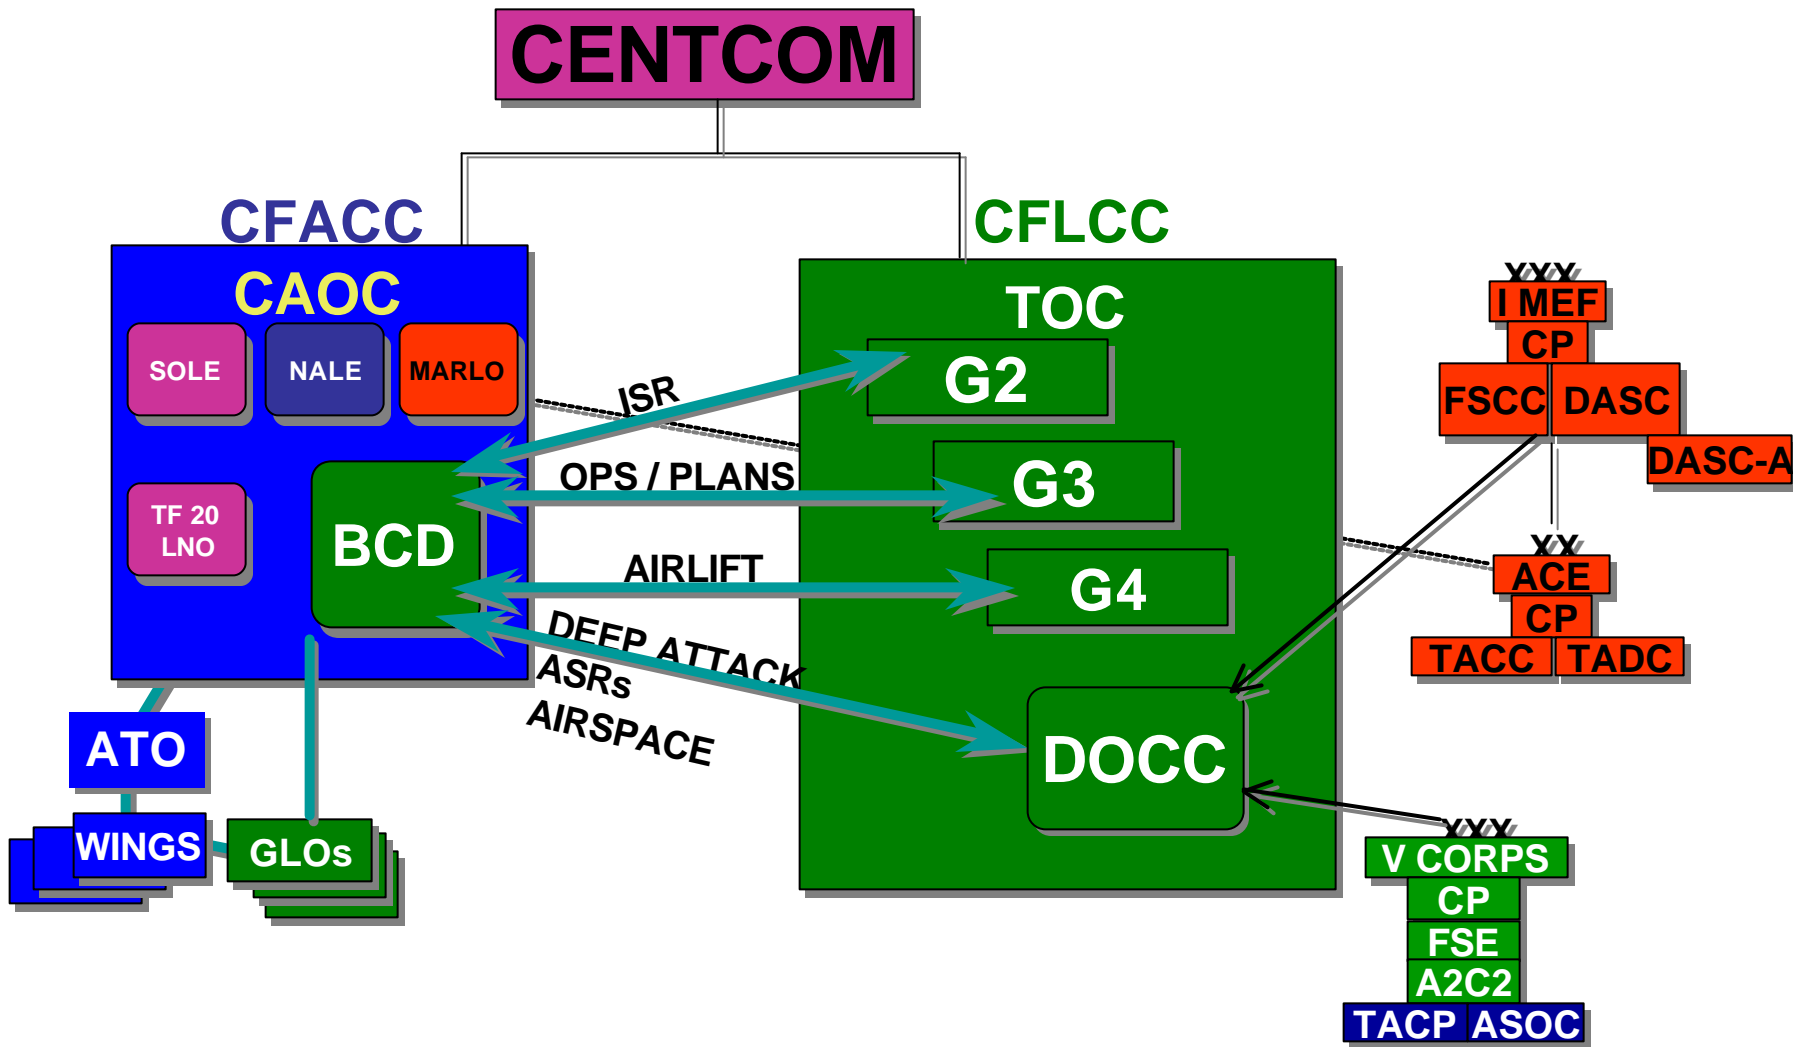 CENTCOM
CFACC
CFLCC
CAOC
SOLE
NALE
MARLO
TF 20
LNO
BCD
ATO
WINGS
GLOs
ISR
OPS / PLANS
AIRLIFT
DEEP ATTACK
ASRs
AIRSPACE
TOC
G2
G3
G4
DOCC
XXX
I MEF
CP
FSCC
DASC
DASC-A
XX
ACE
CP
TACC
TADC
XXX
V CORPS
CP
FSE
A2C2
TACP
ASOC